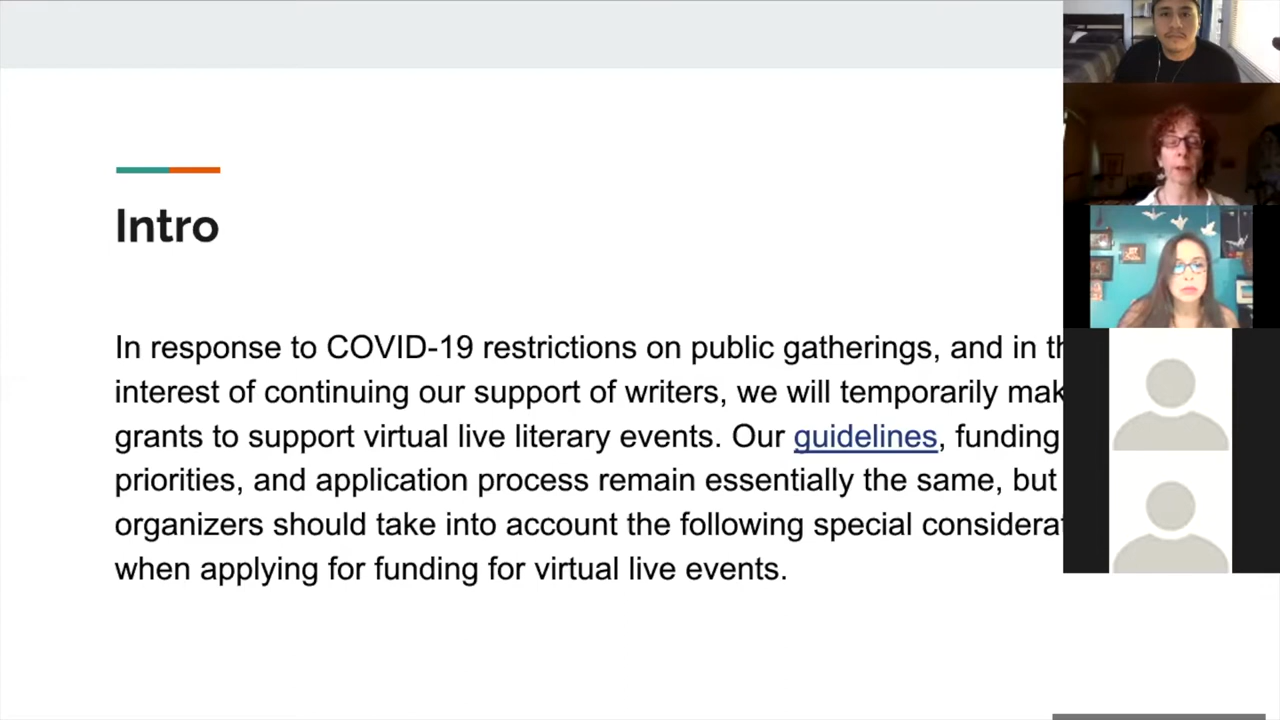 Intro
In response to COVID-19 restrictions on public gatherings, and in
interest of continuing our support of writers, we will temporarily
grants to support virtual live literary events. Our guidelines, funding
priorities, and application process remain essentially the same, but
organizers should take into account the following special
when applying for funding for virtual live events.